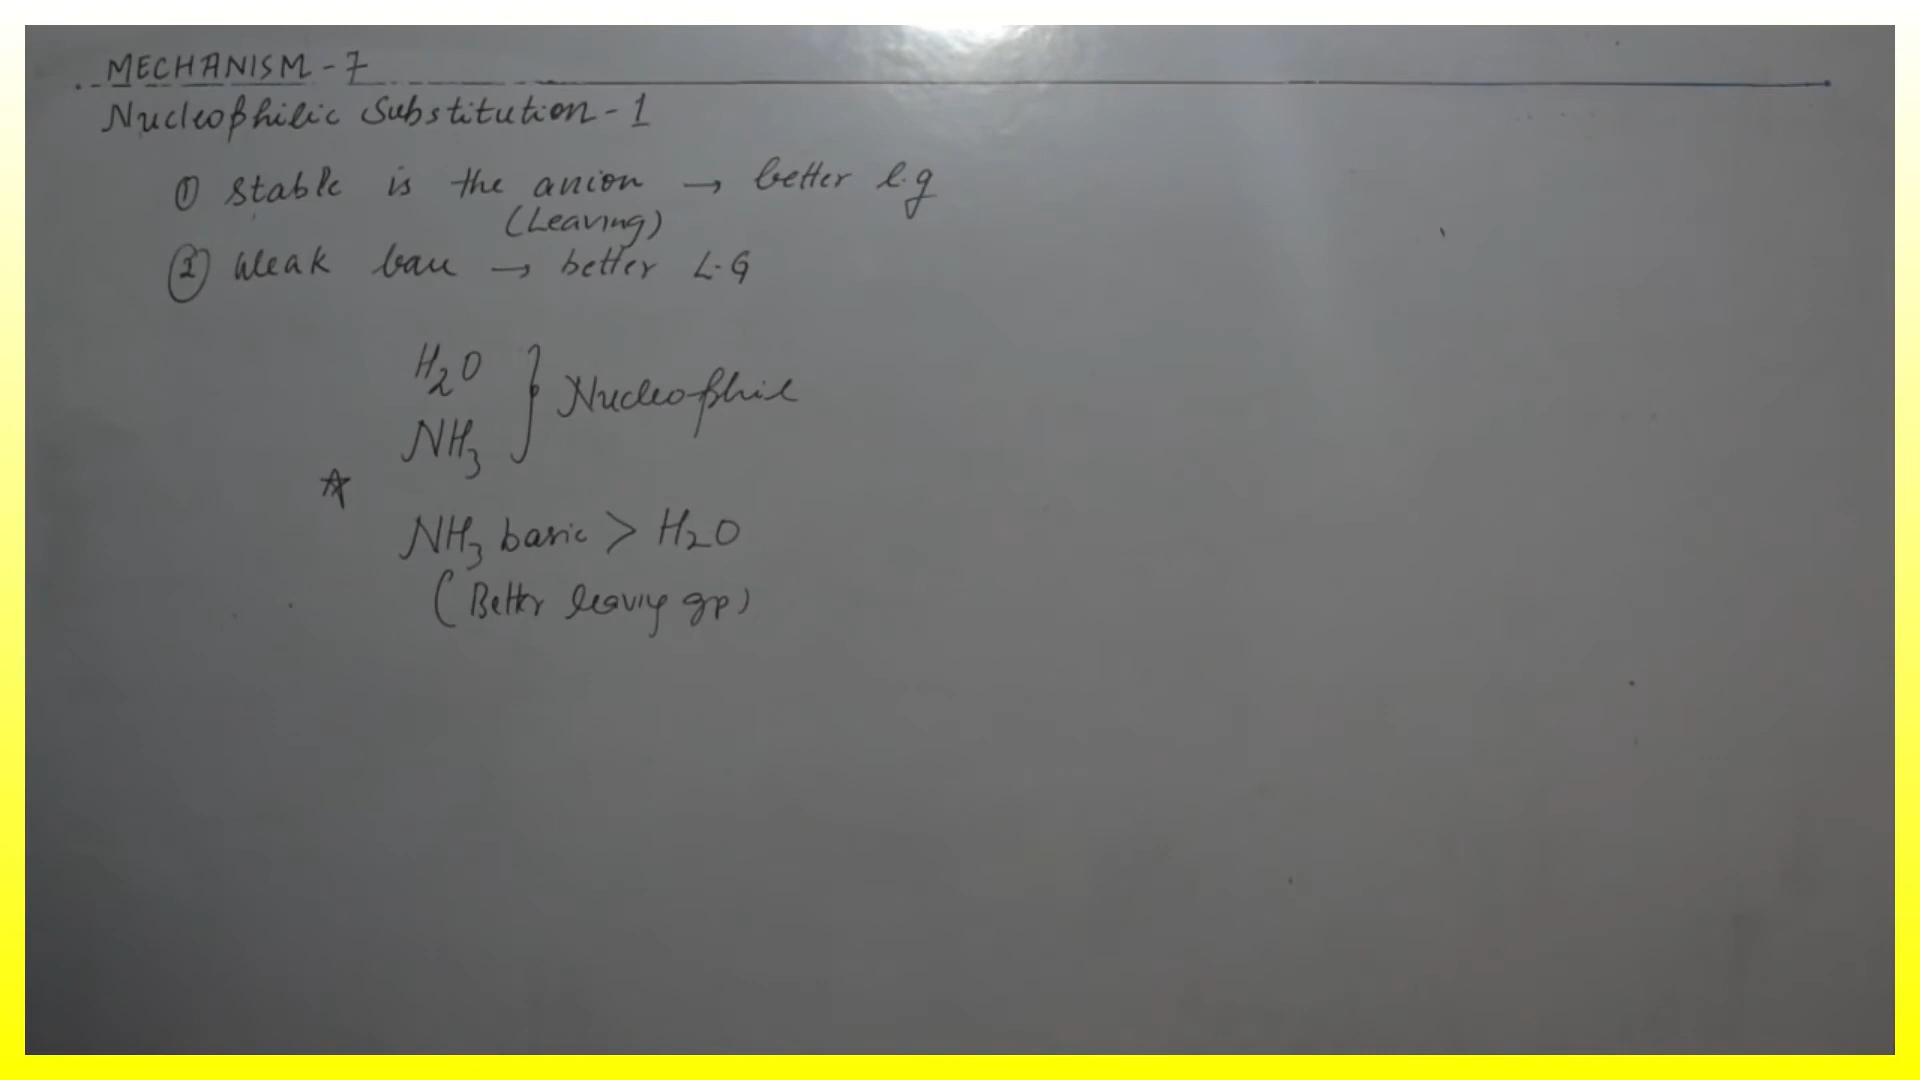 MECHANISM - 7
Nucleophilic Substitution - 1
① Stable is the anion → better l.g
(Leaving)
② Weak base → better L.G
H₂O
NH₃
} Nucleophile
☆
NH₃ basic > H₂O
(Better leaving gp)